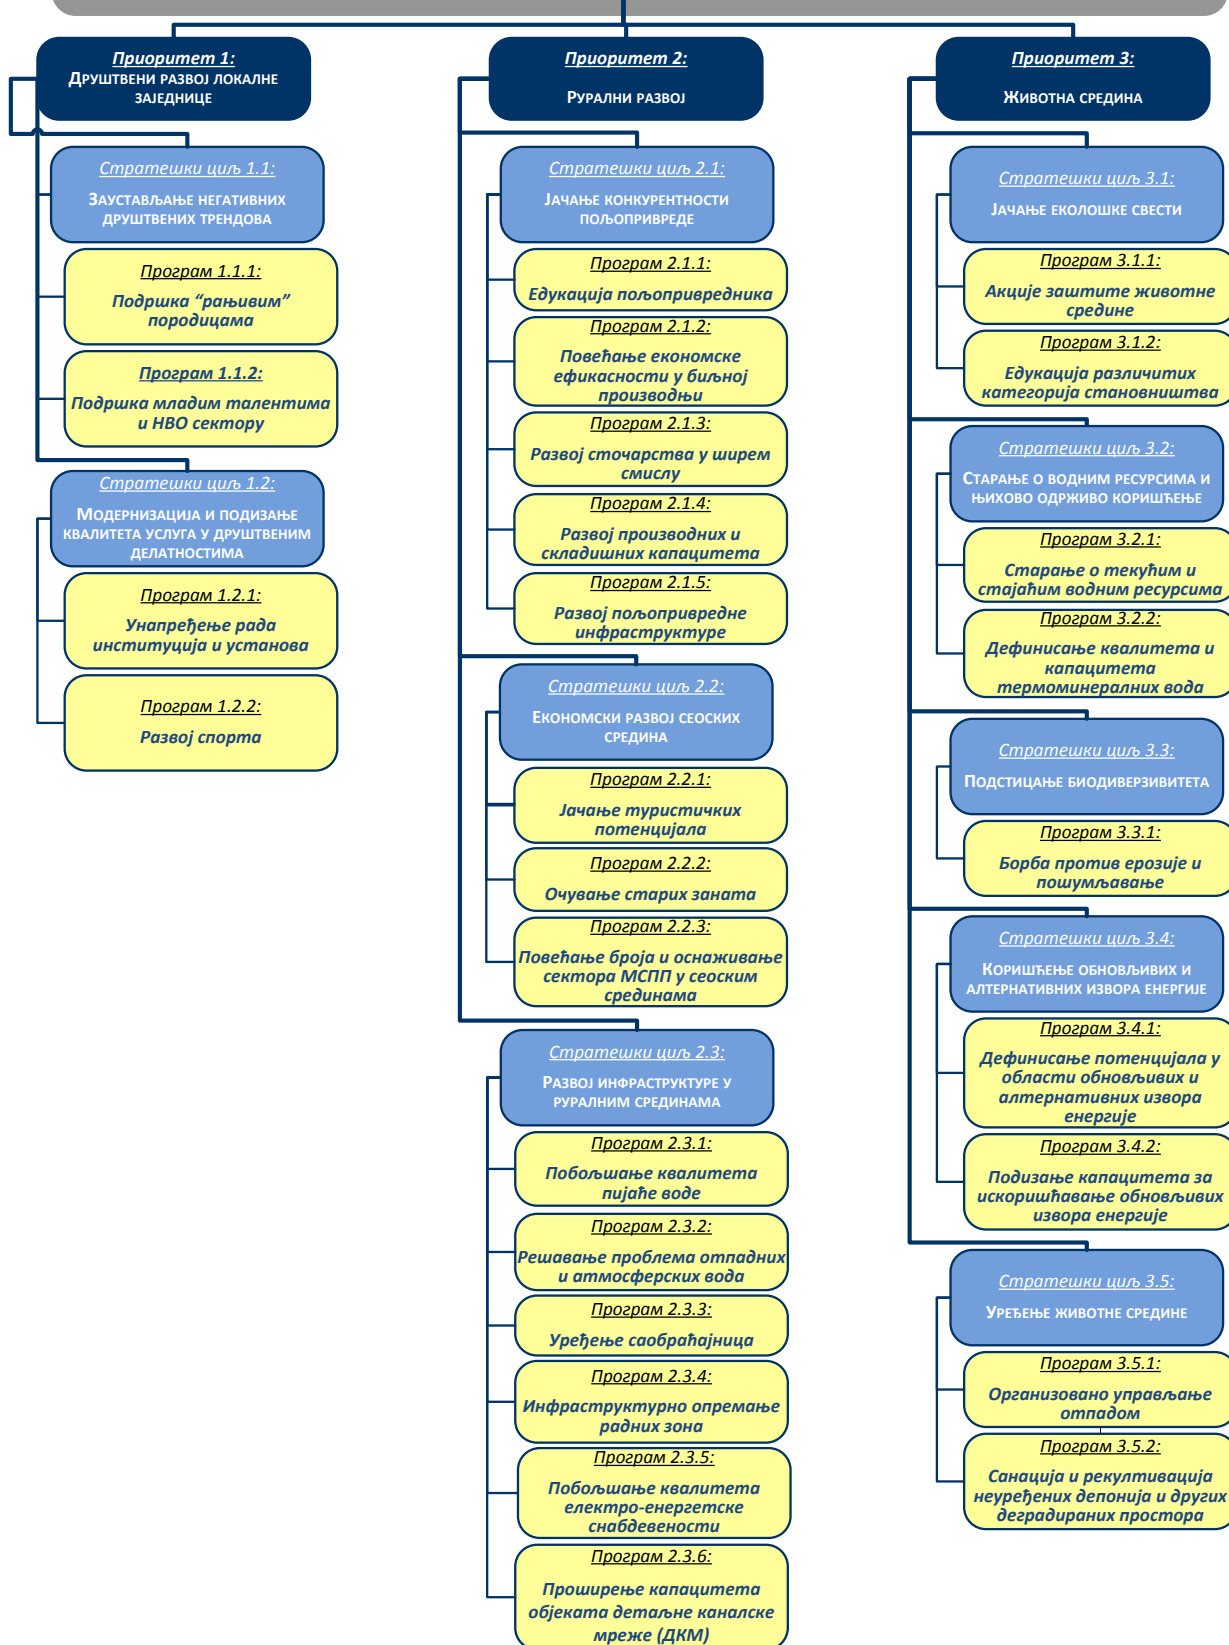 Приоритет 1:
Друштвени развој локалне
заједнице
Стратешки циљ 1.1:
Заустављање негативних
друштвених трендова
Програм 1.1.1:
Подршка “рањивим”
породицама
Програм 1.1.2:
Подршка младим талентима
и НВО сектору
Стратешки циљ 1.2:
Модернизација и подизање
квалитета услуга у друштвеним
делатностима
Програм 1.2.1:
Унапређење рада
институција и установа
Програм 1.2.2:
Развој спорта
Приоритет 2:
Рурални развој
Стратешки циљ 2.1:
Јачање конкурентности
пољопривреде
Програм 2.1.1:
Едукација пољопривредника
Програм 2.1.2:
Повећање економске
ефикасности у биљној
производњи
Програм 2.1.3:
Развој сточарства у ширем
смислу
Програм 2.1.4:
Развој производних и
складишних капацитета
Програм 2.1.5:
Развој пољопривредне
инфраструктуре
Стратешки циљ 2.2:
Економски развој сеоских
средина
Програм 2.2.1:
Јачање туристичких
потенцијала
Програм 2.2.2:
Очување старих заната
Програм 2.2.3:
Повећање броја и оснаживање
сектора МСПП у сеоским
срединама
Стратешки циљ 2.3:
Развој инфраструктуре у
руралним срединама
Програм 2.3.1:
Побољшање квалитета
пијаће воде
Програм 2.3.2:
Решавање проблема отпадних
и атмосферских вода
Програм 2.3.3:
Уређење саобраћајница
Програм 2.3.4:
Инфраструктурно опремање
радних зона
Програм 2.3.5:
Побољшање квалитета
електро-енергетске
снабдевености
Програм 2.3.6:
Проширење капацитета
објеката детаљне каналске
мреже (ДКМ)
Приоритет 3:
Животна средина
Стратешки циљ 3.1:
Јачање еколошке свести
Програм 3.1.1:
Акције заштите животне
средине
Програм 3.1.2:
Едукација различитих
категорија становништва
Стратешки циљ 3.2:
Старање о водним ресурсима и
њихово одрживо коришћење
Програм 3.2.1:
Старање о текућим и
стајаћим водним ресурсима
Програм 3.2.2:
Дефинисање квалитета и
капацитета
термоминералних вода
Стратешки циљ 3.3:
Подстицање биодиверзивитета
Програм 3.3.1:
Борба против ерозије и
пошумљавање
Стратешки циљ 3.4:
Коришћење обновљивих и
алтернативних извора енергије
Програм 3.4.1:
Дефинисање потенцијала у
области обновљивих и
алтернативних извора
енергије
Програм 3.4.2:
Подизање капацитета за
искоришћавање обновљивих
извора енергије
Стратешки циљ 3.5:
Уређење животне средине
Програм 3.5.1:
Организовано управљање
отпадом
Програм 3.5.2:
Санација и рекултивација
неуређених депонија и других
деградираних простора